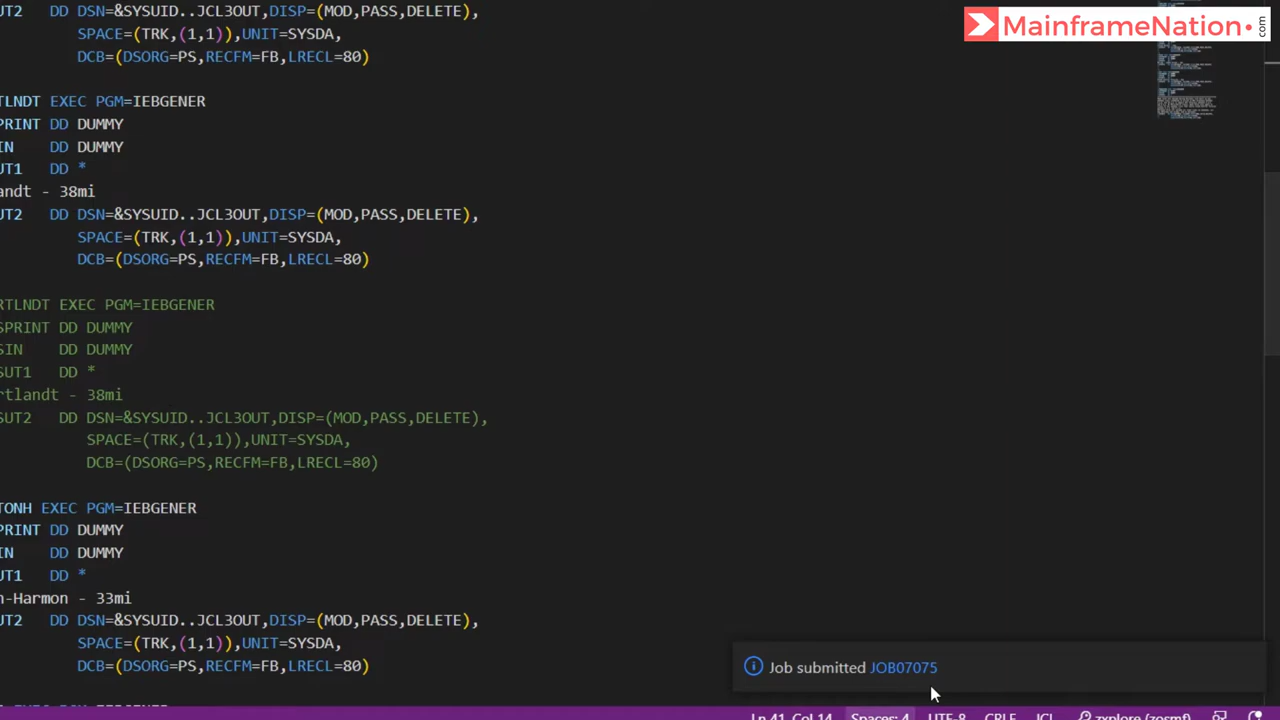 UT2 DD DSN=&SYSUID..JCL3OUT,DISP=(MOD,PASS,DELETE),
SPACE=(TRK,(1,1)),UNIT=SYSDA,
DCB=(DSORG=PS,RECFM=FB,LRECL=80)
MainframeNation.com
TLNDT EXEC PGM=IEBGENER
PRINT DD DUMMY
IN DD DUMMY
UT1 DD *
andt - 38mi
UT2 DD DSN=&SYSUID..JCL3OUT,DISP=(MOD,PASS,DELETE),
SPACE=(TRK,(1,1)),UNIT=SYSDA,
DCB=(DSORG=PS,RECFM=FB,LRECL=80)
RTLNDT EXEC PGM=IEBGENER
SPRINT DD DUMMY
SIN DD DUMMY
SUT1 DD *
rtlandt - 38mi
SUT2 DD DSN=&SYSUID..JCL3OUT,DISP=(MOD,PASS,DELETE),
SPACE=(TRK,(1,1)),UNIT=SYSDA,
DCB=(DSORG=PS,RECFM=FB,LRECL=80)
TONH EXEC PGM=IEBGENER
PRINT DD DUMMY
IN DD DUMMY
UT1 DD *
n-Harmon - 33mi
UT2 DD DSN=&SYSUID..JCL3OUT,DISP=(MOD,PASS,DELETE),
SPACE=(TRK,(1,1)),UNIT=SYSDA,
DCB=(DSORG=PS,RECFM=FB,LRECL=80)
Job submitted JOB07075
Ln 41, Col 14 Spaces: 4 UTF-8 CRLF JCL zxplore (zosmf)